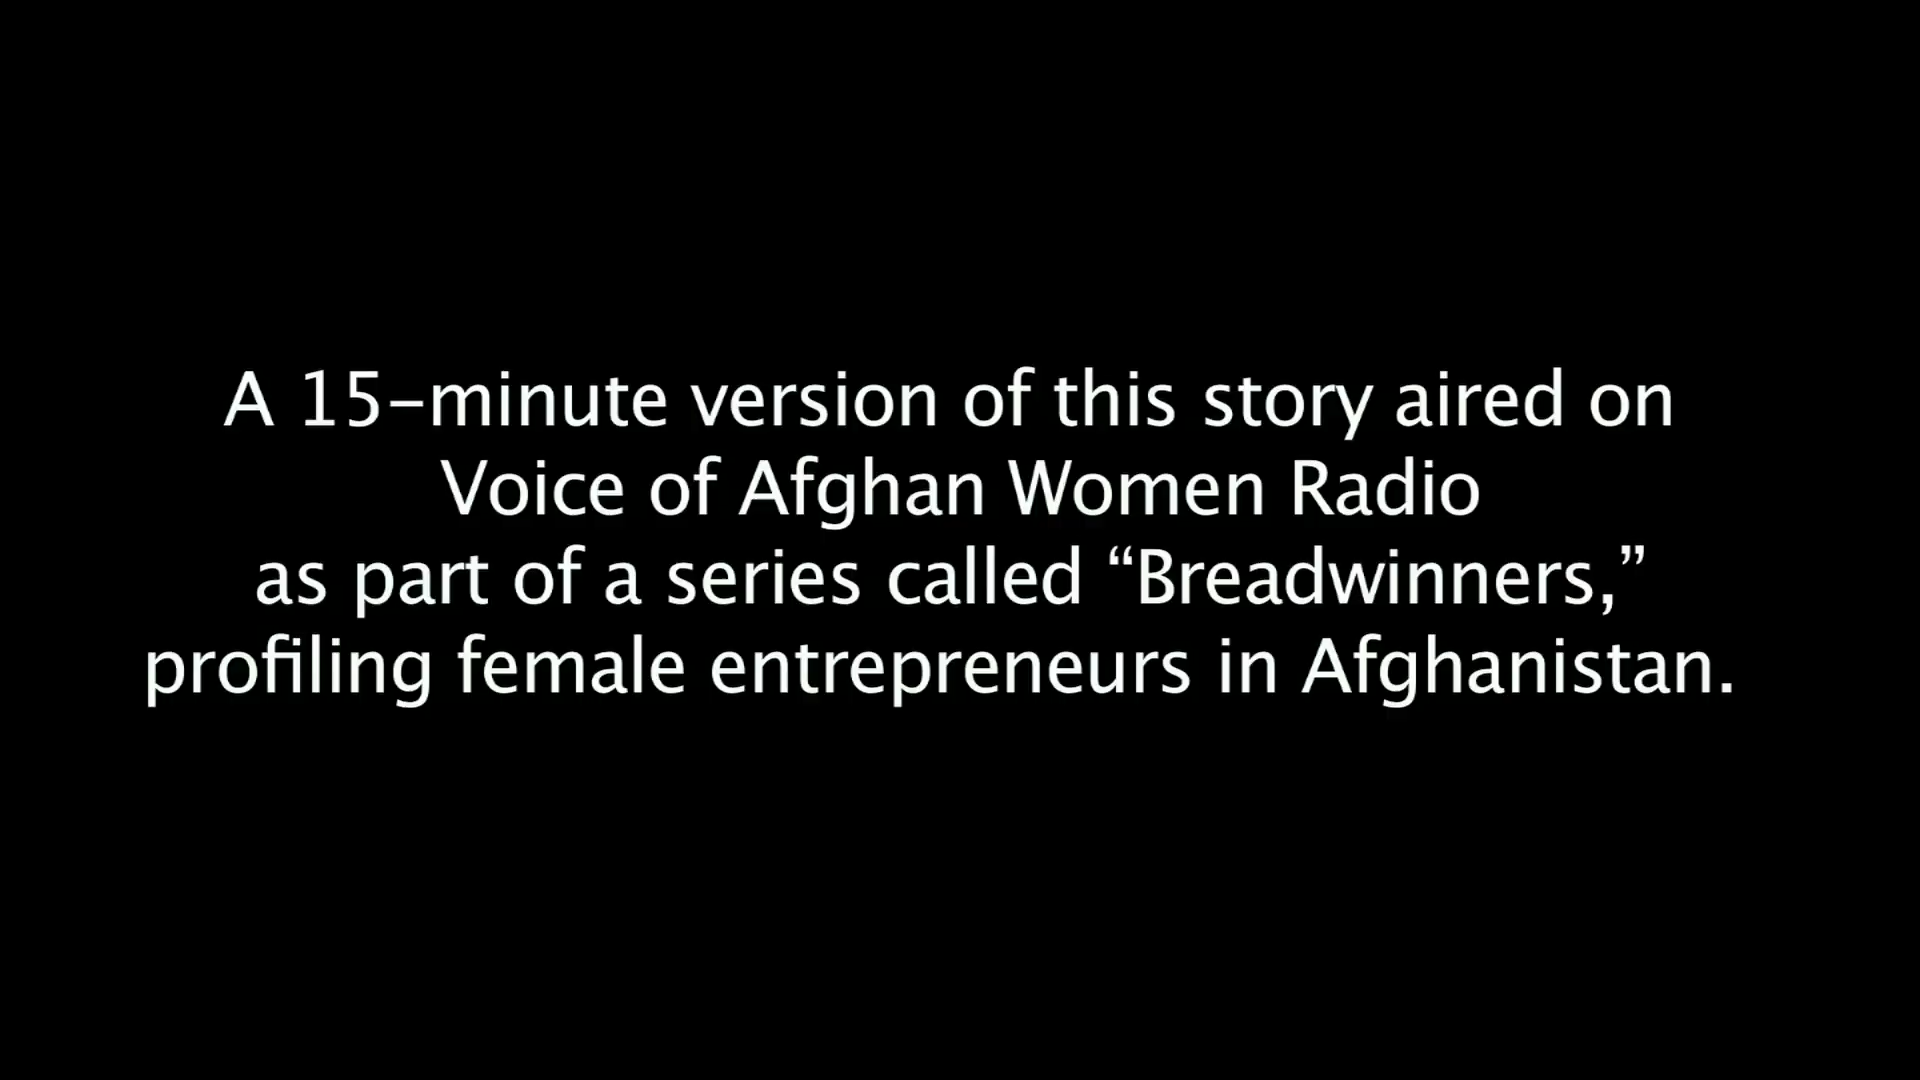 A 15-minute version of this story aired on
Voice of Afghan Women Radio
as part of a series called “Breadwinners,”
profiling female entrepreneurs in Afghanistan.